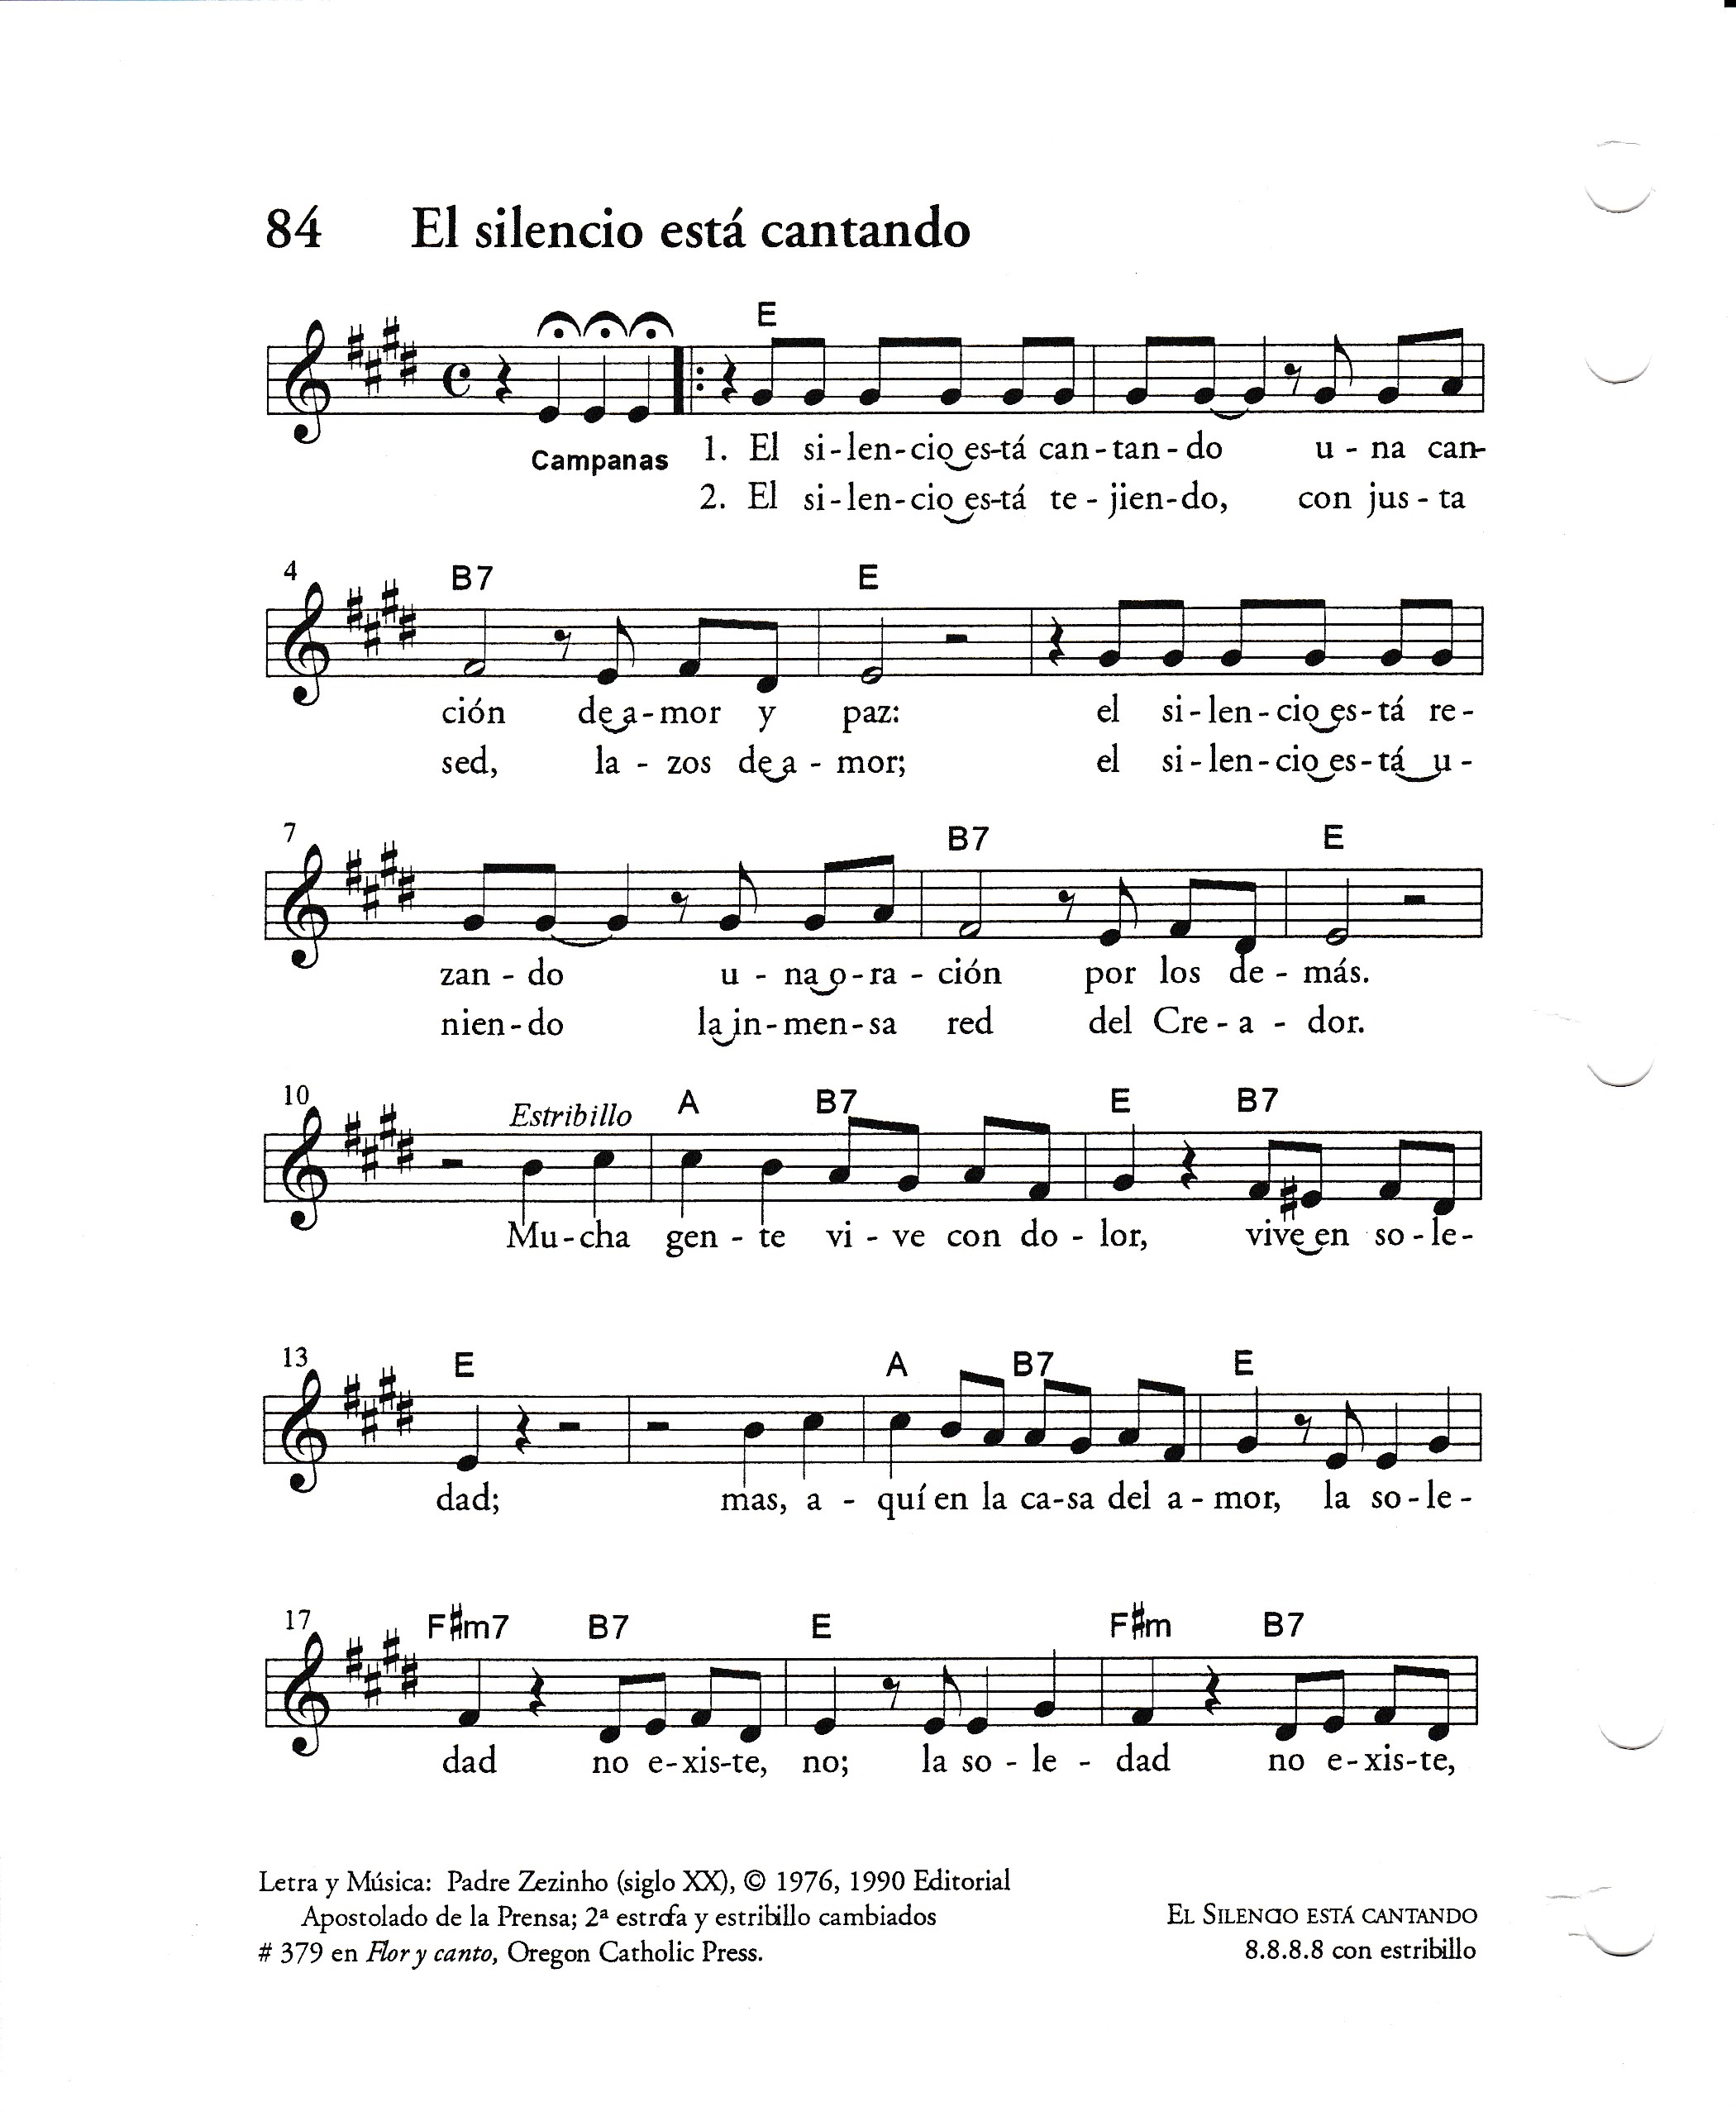 84 El silencio está cantando
E
Campanas
1. El si-len-cio es-tá can-tan-do u-na can-
2. El si-len-cio es-tá te-jien-do, con jus-ta
4 B7 E
ción de a-mor y paz: el si-len-cio es-tá re-
sed, la-zos de a-mor; el si-len-cio es-tá u-
7 B7 E
zan-do u-na o-ra-ción por los de-más.
nien-do la in-men-sa red del Cre-a-dor.
10 Estribillo A B7 E B7
Mu-cha gen-te vi-ve con do-lor, vive en so-le-
13 E A B7 E
dad; mas, a-quí en la ca-sa del a-mor, la so-le-
17 F#m7 B7 E F#m B7
dad no e-xis-te, no; la so-le-dad no e-xis-te,
Letra y Música: Padre Zezinho (siglo XX), © 1976, 1990 Editorial
Apostolado de la Prensa; 2ª estrofa y estribillo cambiados
# 379 en Flor y canto, Oregon Catholic Press.
EL SILENCIO ESTÁ CANTANDO
8.8.8.8 con estribillo